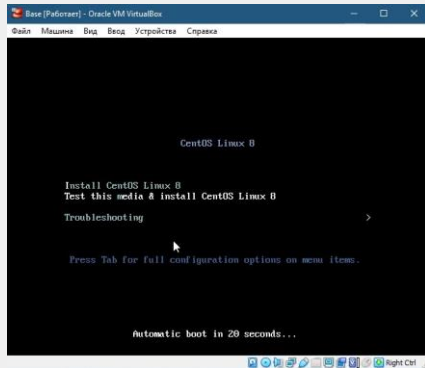 Base [Работает] - Oracle VM VirtualBox
Файл Машина Вид Ввод Устройства Справка
CentOS Linux 8
Install CentOS Linux 8
Test this media & install CentOS Linux 8
Troubleshooting >
Press Tab for full configuration options on menu items.
Automatic boot in 20 seconds...
Right Ctrl